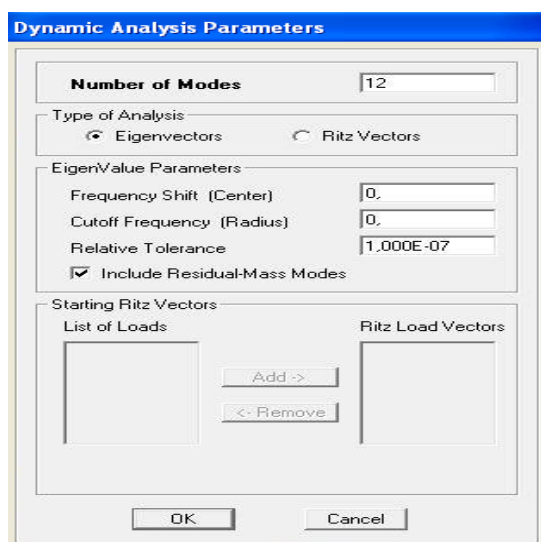 Dynamic Analysis Parameters
Number of Modes 12
Type of Analysis
Eigenvectors Ritz Vectors
EigenValue Parameters
Frequency Shift (Center) 0,
Cutoff Frequency (Radius) 0,
Relative Tolerance 1,000E-07
Include Residual-Mass Modes
Starting Ritz Vectors
List of Loads Ritz Load Vectors
Add ->
<- Remove
OK Cancel